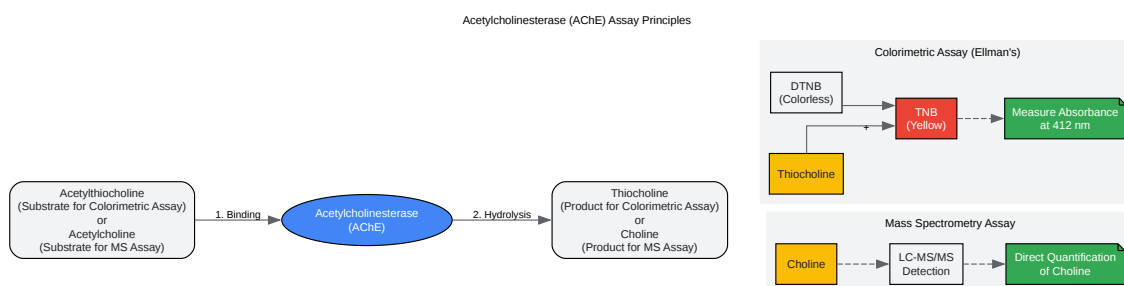 Acetylcholinesterase (AChE) Assay Principles
Acetylthiocholine
(Substrate for Colorimetric Assay)
or
Acetylcholine
(Substrate for MS Assay)
1. Binding
Acetylcholinesterase
(AChE)
2. Hydrolysis
Thiocholine
(Product for Colorimetric Assay)
or
Choline
(Product for MS Assay)
Colorimetric Assay (Ellman's)
DTNB
(Colorless)
Thiocholine
+
TNB
(Yellow)
Measure Absorbance
at 412 nm
Mass Spectrometry Assay
Choline
LC-MS/MS
Detection
Direct Quantification
of Choline